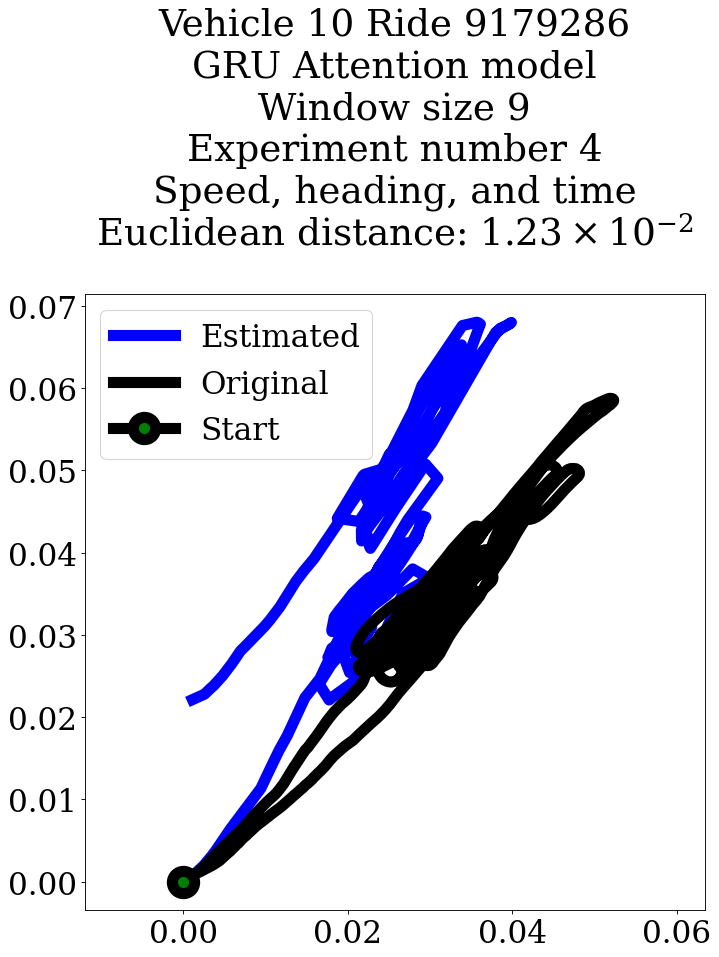 Vehicle 10 Ride 9179286
GRU Attention model
Window size 9
Experiment number 4
Speed, heading, and time
Euclidean distance: 1.23 × 10⁻²
0.07
0.06
0.05
0.04
0.03
0.02
0.01
0.00
Estimated
Original
Start
0.00 0.02 0.04 0.06